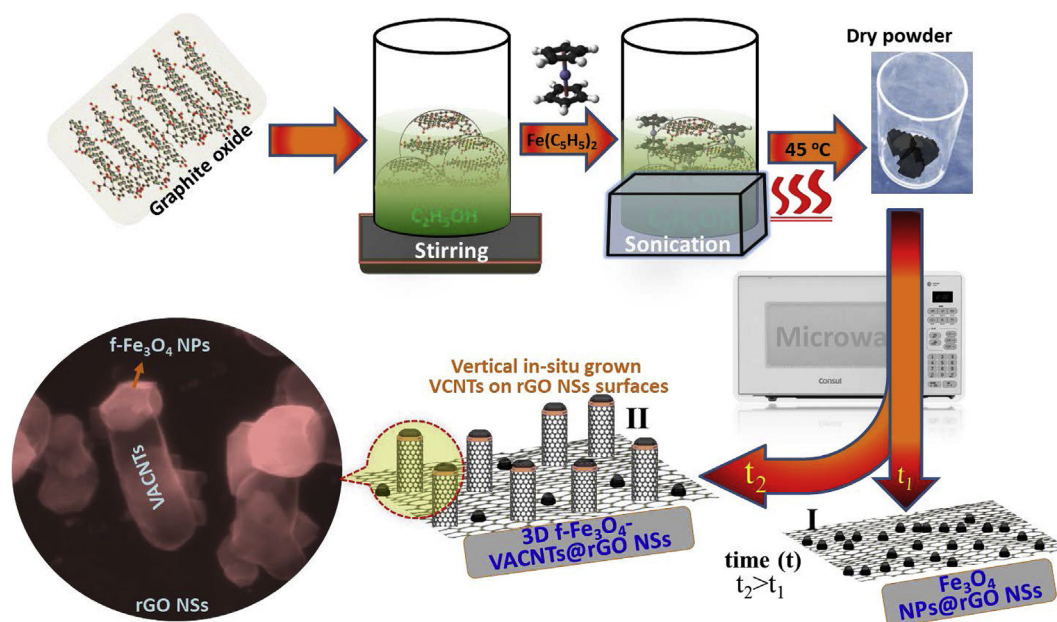 Graphite oxide
C₂H₅OH
Stirring
Fe(C₅H₅)₂
Sonication
45 ºC
Dry powder
Microwa
Consul
t₂
t₁
time (t)
t₂>t₁
I
Fe₃O₄
NPs@rGO NSs
Vertical in-situ grown
VCNTs on rGO NSs surfaces
II
3D f-Fe₃O₄-
VACNTs@rGO NSs
f-Fe₃O₄ NPs
VACNTs
rGO NSs